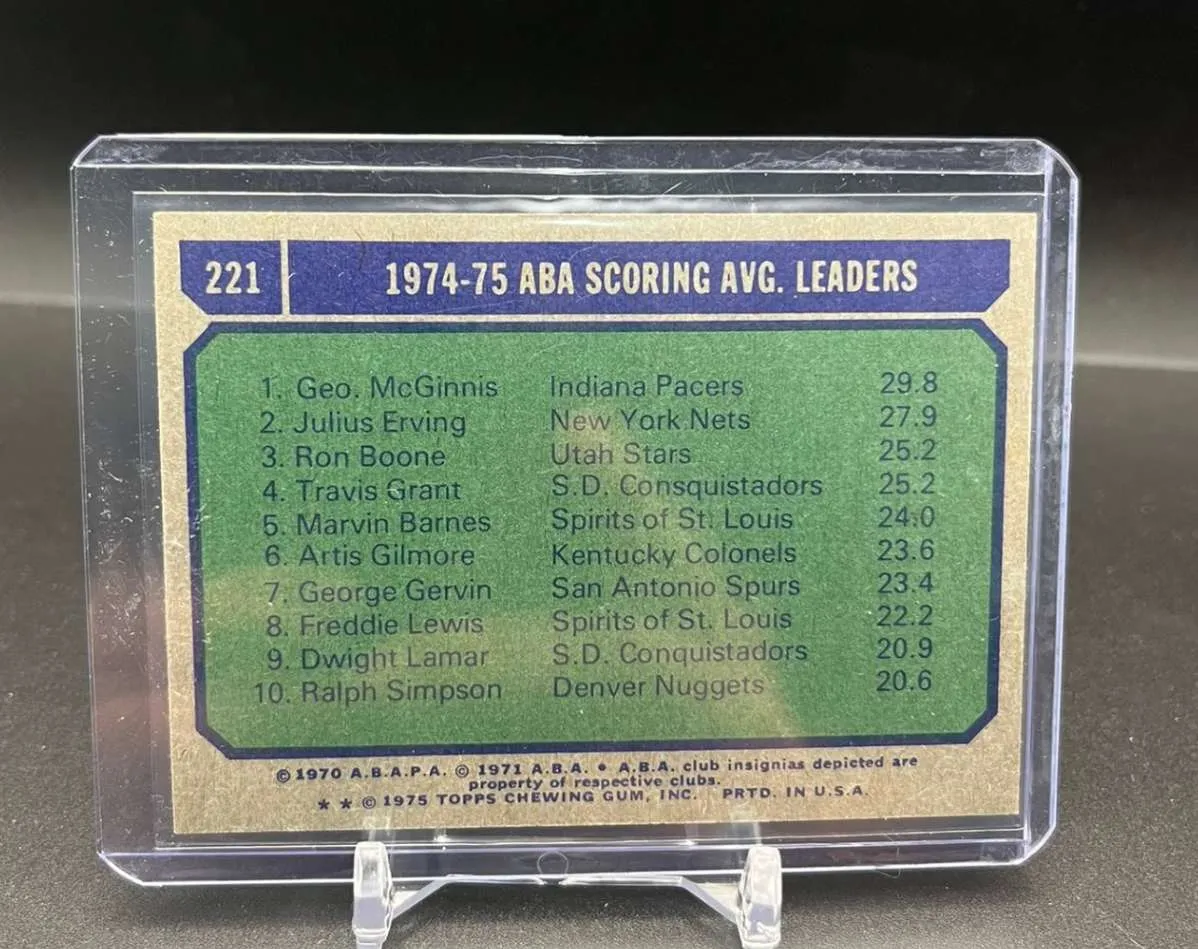 221 1974-75 ABA SCORING AVG. LEADERS
1. Geo. McGinnis Indiana Pacers 29.8
2. Julius Erving New York Nets 27.9
3. Ron Boone Utah Stars 25.2
4. Travis Grant S.D. Consquistadors 25.2
5. Marvin Barnes Spirits of St. Louis 24.0
6. Artis Gilmore Kentucky Colonels 23.6
7. George Gervin San Antonio Spurs 23.4
8. Freddie Lewis Spirits of St. Louis 22.2
9. Dwight Lamar S.D. Conquistadors 20.9
10. Ralph Simpson Denver Nuggets 20.6
© 1970 A.B.A.P.A. © 1971 A.B.A. • A.B.A. club insignias depicted are
property of respective clubs.
* * © 1975 TOPPS CHEWING GUM, INC. PRTD. IN U.S.A.